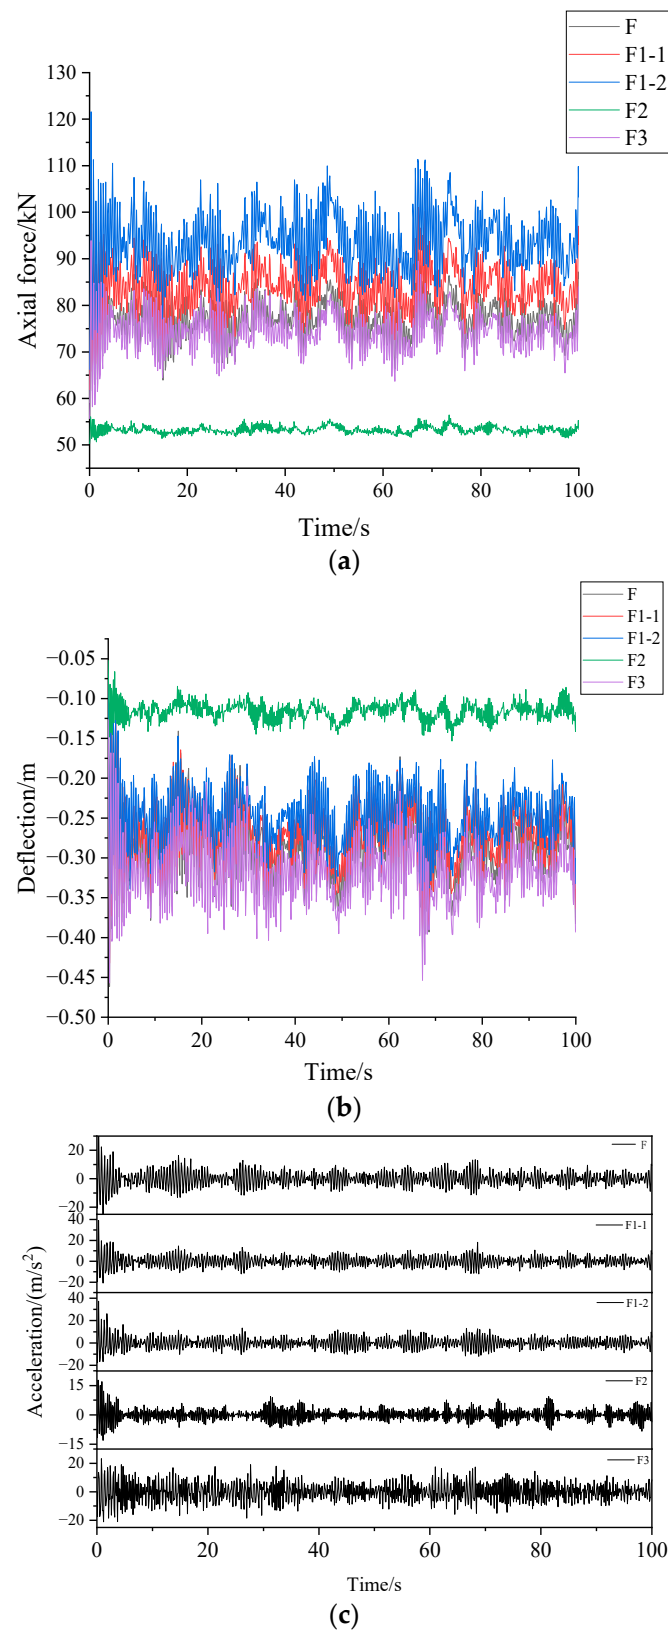 F
F1-1
F1-2
F2
F3
130
120
110
100
90
80
70
60
50
Axial force/kN
0 20 40 60 80 100
Time/s
(a)
F
F1-1
F1-2
F2
F3
−0.05
−0.10
−0.15
−0.20
−0.25
−0.30
−0.35
−0.40
−0.45
−0.50
Deflection/m
0 20 40 60 80 100
Time/s
(b)
Acceleration/(m/s²)
20
0
−20
F
40
20
0
−20
F1-1
40
20
0
−20
F1-2
15
0
−15
F2
20
0
−20
F3
0 20 40 60 80 100
Time/s
(c)